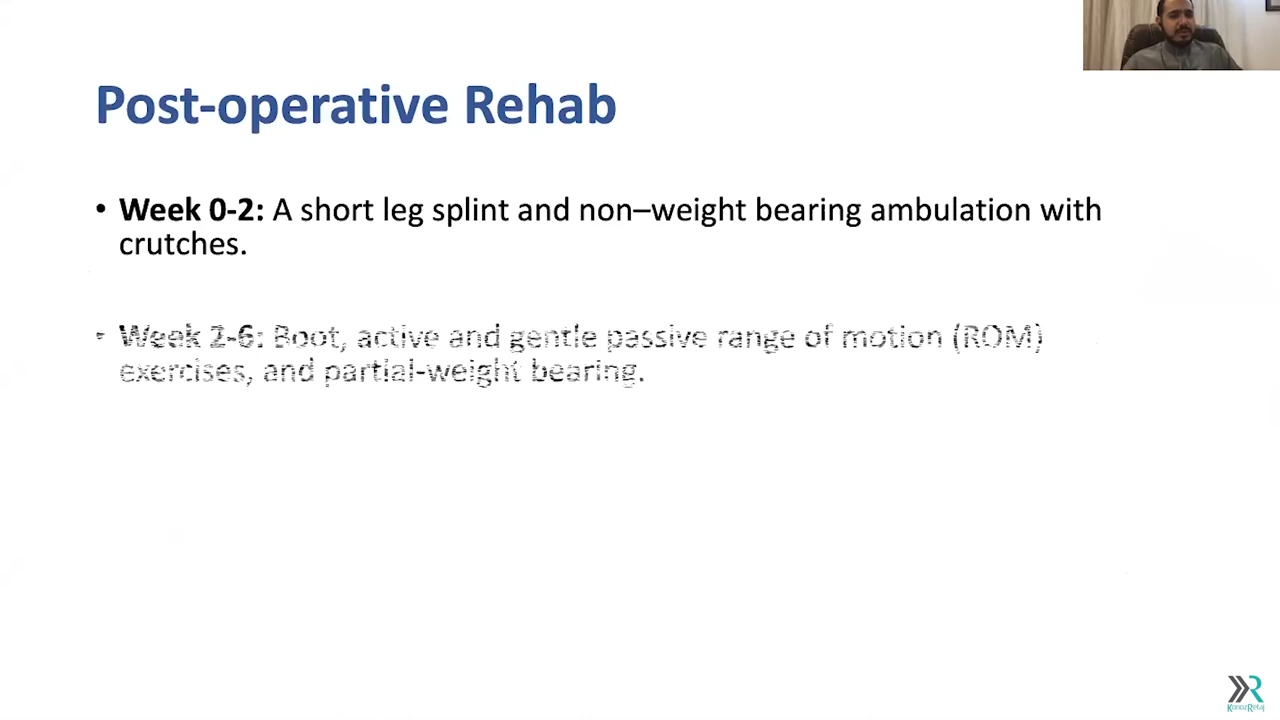 Post-operative Rehab
• Week 0-2: A short leg splint and non–weight bearing ambulation with
crutches.
• Week 2-6: Boot, active and gentle passive range of motion (ROM)
exercises, and partial-weight bearing.
KonozRetaj